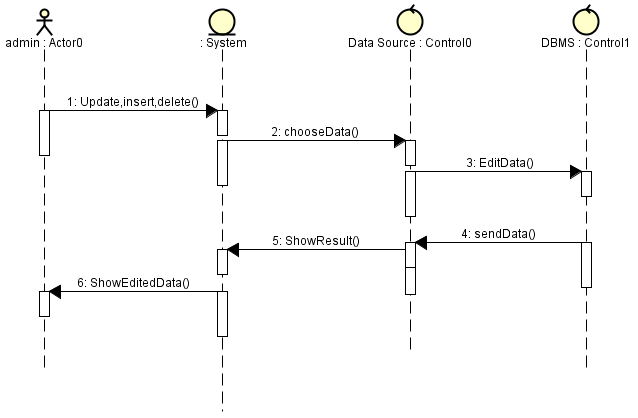 admin : Actor0
: System
Data Source : Control0
DBMS : Control1
1: Update,insert,delete()
2: chooseData()
3: EditData()
4: sendData()
5: ShowResult()
6: ShowEditedData()